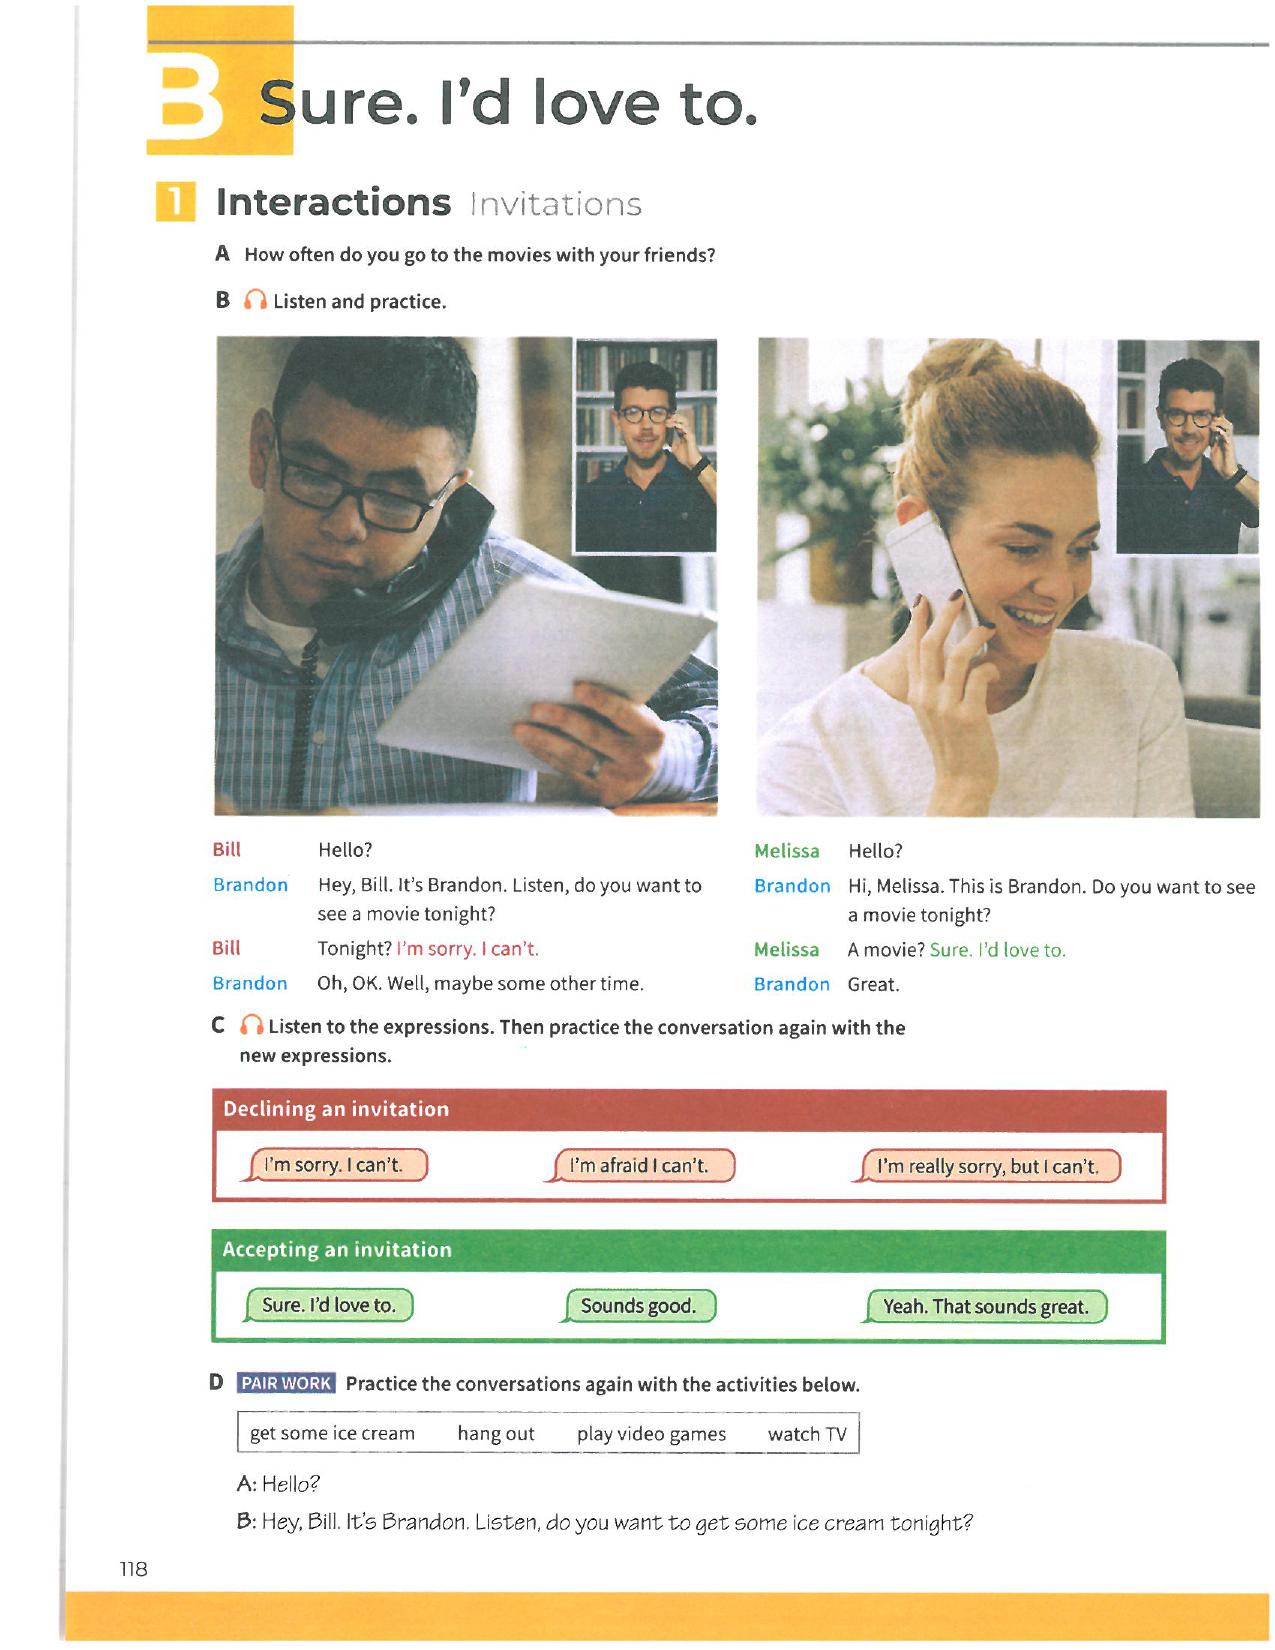 B Sure. I'd love to.
1 Interactions Invitations
A How often do you go to the movies with your friends?
B Listen and practice.
Bill Hello?
Brandon Hey, Bill. It's Brandon. Listen, do you want to
see a movie tonight?
Bill Tonight? I'm sorry. I can't.
Brandon Oh, OK. Well, maybe some other time.
Melissa Hello?
Brandon Hi, Melissa. This is Brandon. Do you want to see
a movie tonight?
Melissa A movie? Sure. I'd love to.
Brandon Great.
C Listen to the expressions. Then practice the conversation again with the
new expressions.
Declining an invitation
I'm sorry. I can't. I'm afraid I can't. I'm really sorry, but I can't.
Accepting an invitation
Sure. I'd love to. Sounds good. Yeah. That sounds great.
D PAIR WORK Practice the conversations again with the activities below.
get some ice cream hang out play video games watch TV
A: Hello?
B: Hey, Bill. It's Brandon. Listen, do you want to get some ice cream tonight?
118